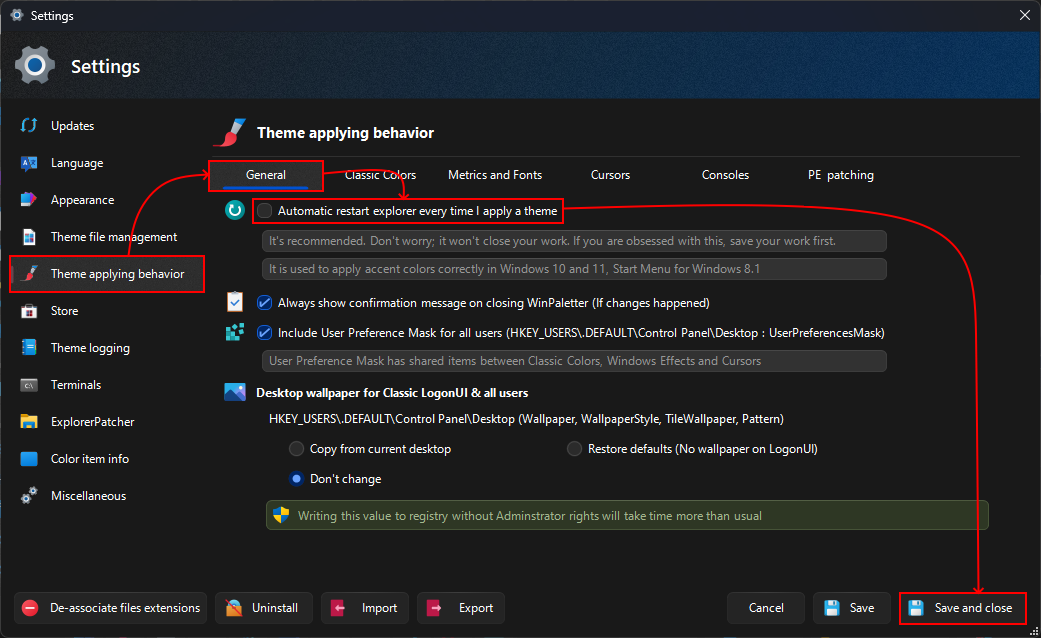 Settings
Settings
Updates
Language
Appearance
Theme file management
Theme applying behavior
Store
Theme logging
Terminals
ExplorerPatcher
Color item info
Miscellaneous
Theme applying behavior
General Classic Colors Metrics and Fonts Cursors Consoles PE patching
Automatic restart explorer every time I apply a theme
It's recommended. Don't worry; it won't close your work. If you are obsessed with this, save your work first.
It is used to apply accent colors correctly in Windows 10 and 11, Start Menu for Windows 8.1
Always show confirmation message on closing WinPaletter (If changes happened)
Include User Preference Mask for all users (HKEY_USERS\.DEFAULT\Control Panel\Desktop : UserPreferencesMask)
User Preference Mask has shared items between Classic Colors, Windows Effects and Cursors
Desktop wallpaper for Classic LogonUI & all users
HKEY_USERS\.DEFAULT\Control Panel\Desktop (Wallpaper, WallpaperStyle, TileWallpaper, Pattern)
Copy from current desktop Restore defaults (No wallpaper on LogonUI)
Don't change
Writing this value to registry without Adminstrator rights will take time more than usual
De-associate files extensions Uninstall Import Export Cancel Save Save and close